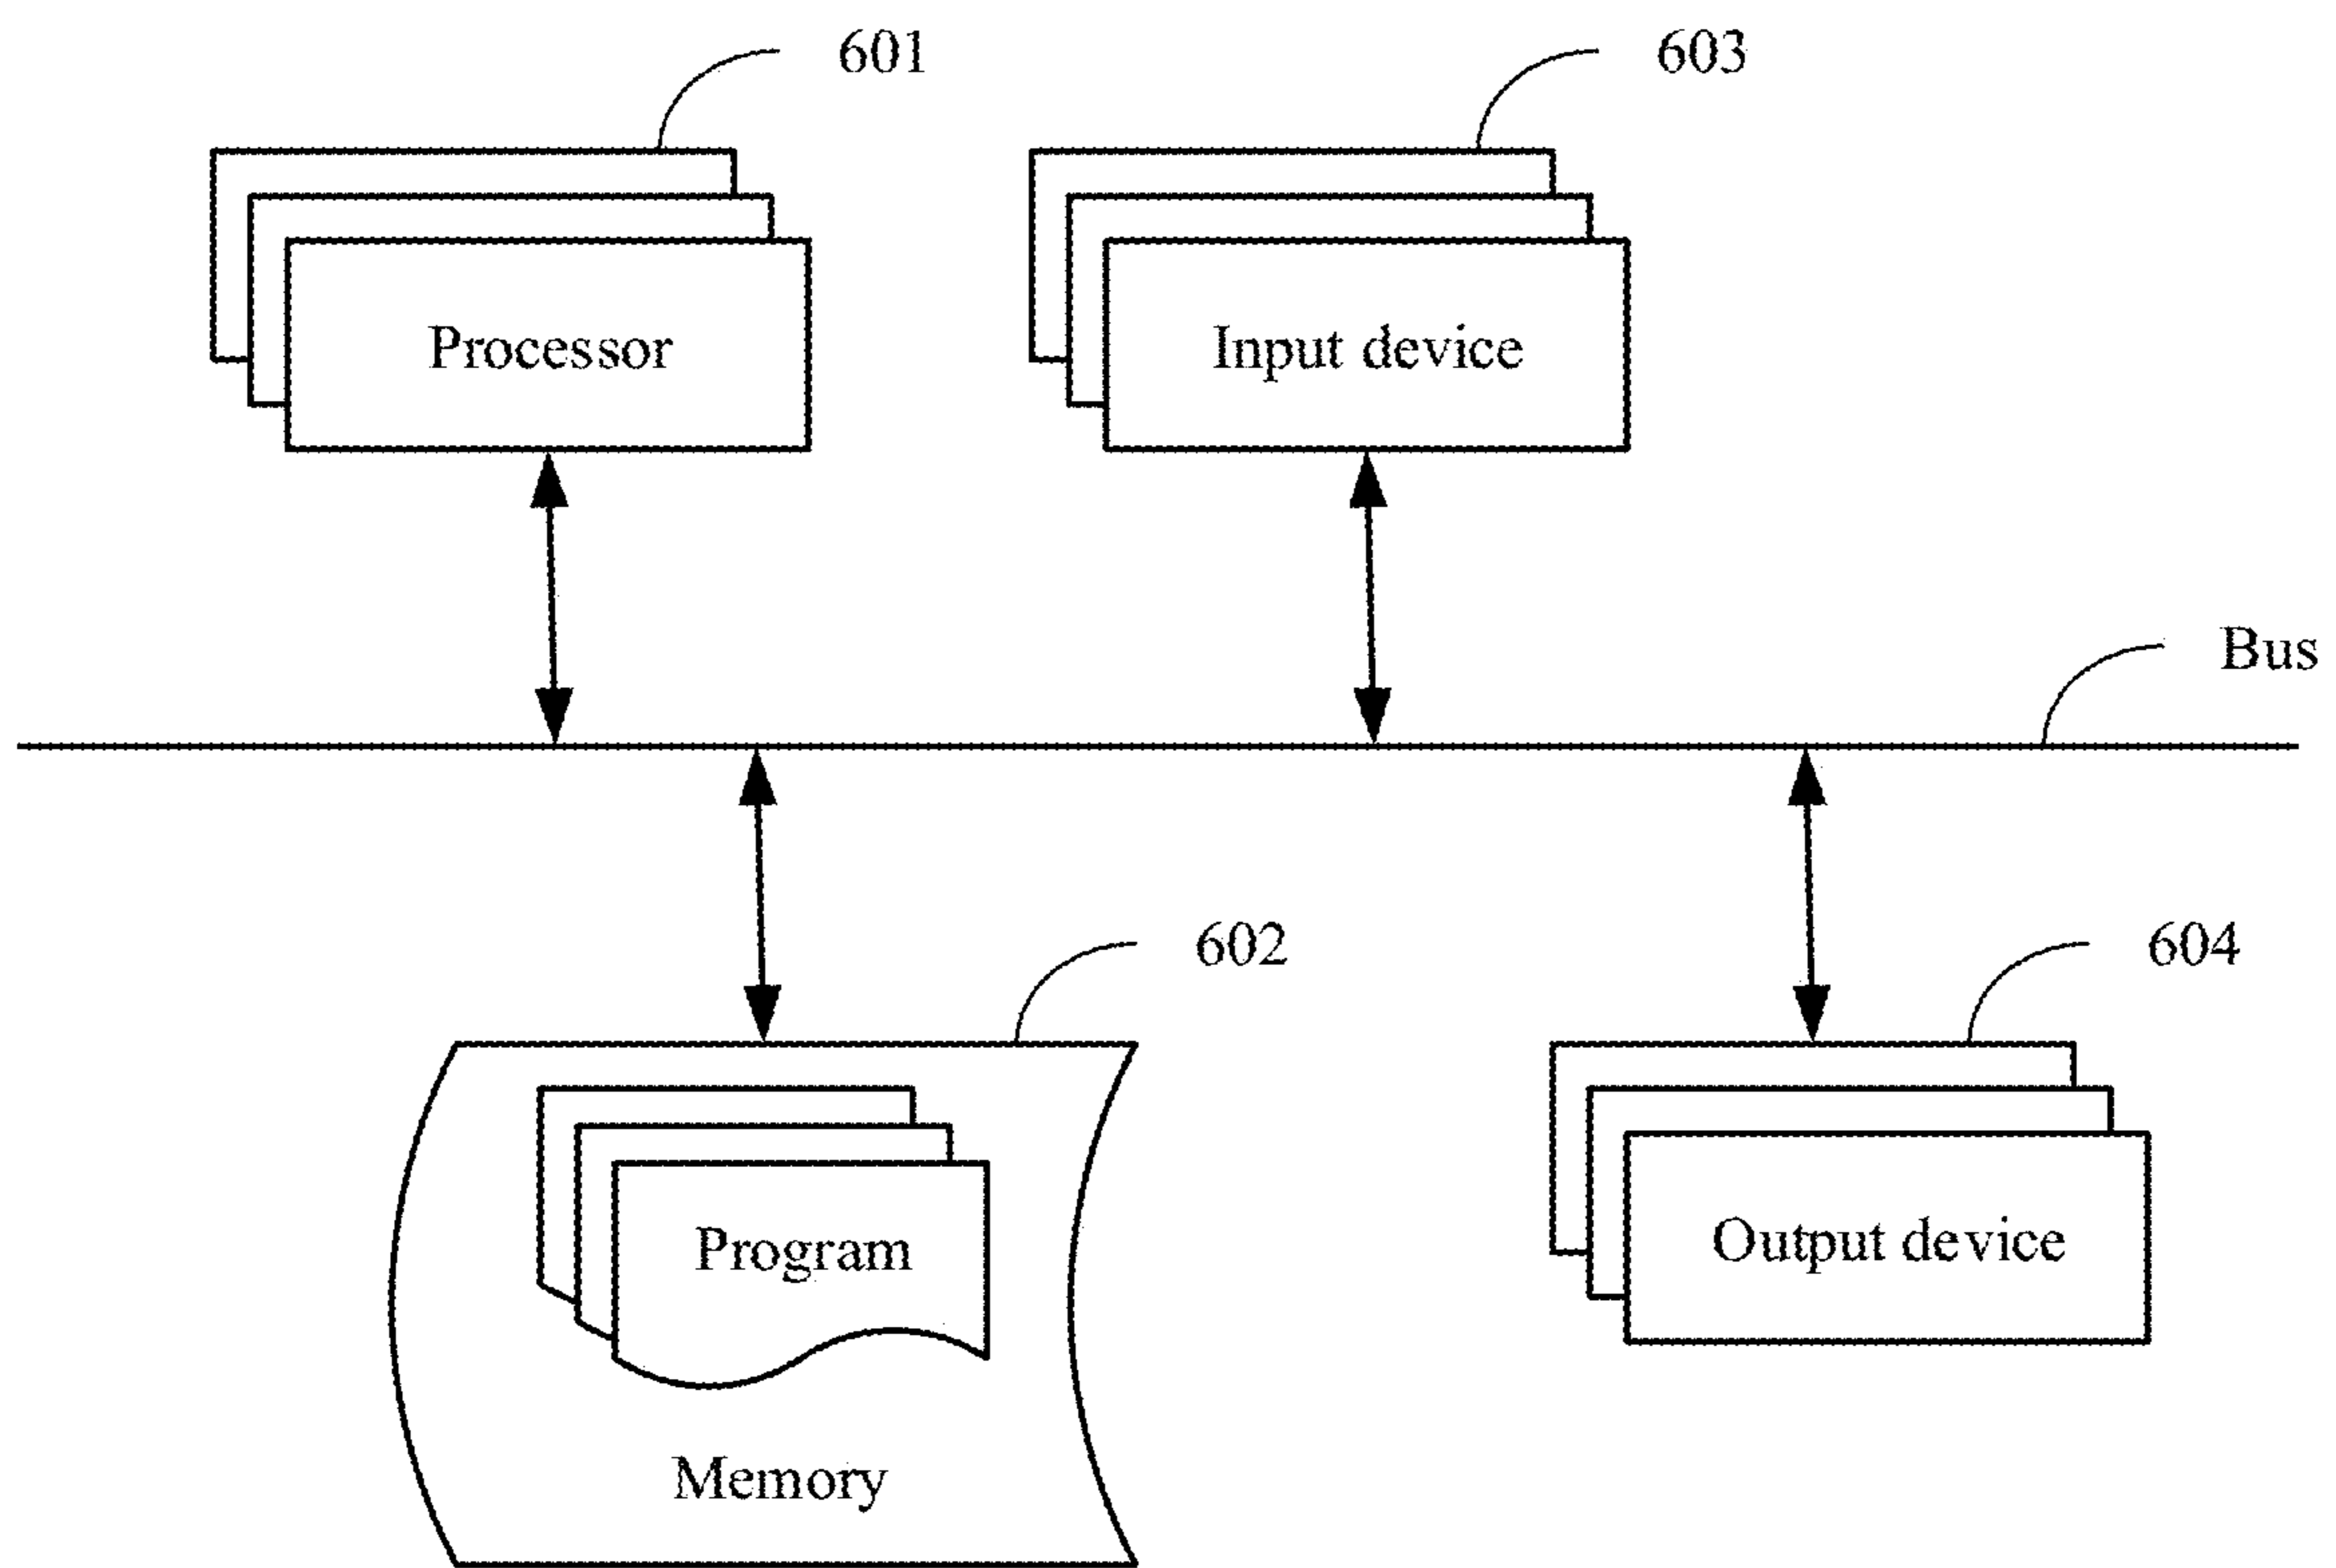 601
603
Processor
Input device
Bus
602
604
Program
Output device
Memory